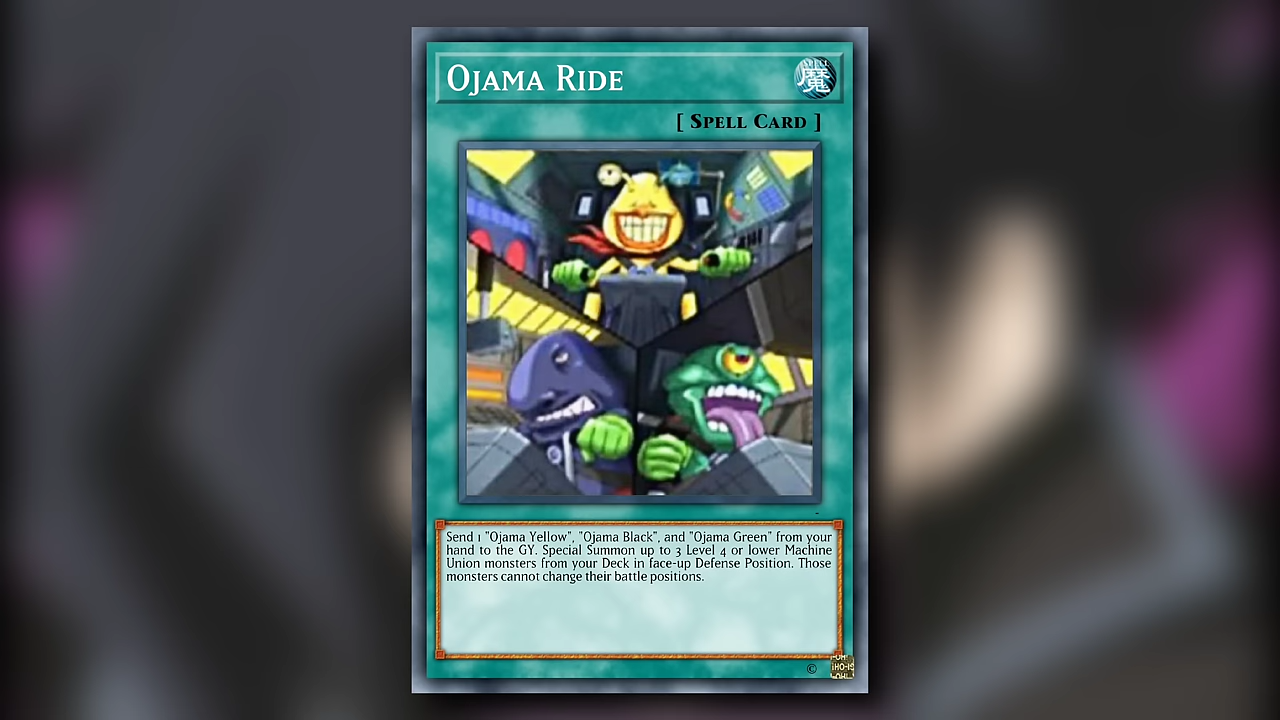 OJAMA RIDE
魔
[ SPELL CARD ]
Send 1 "Ojama Yellow", "Ojama Black", and "Ojama Green" from your
hand to the GY. Special Summon up to 3 Level 4 or lower Machine
Union monsters from your Deck in face-up Defense Position. Those
monsters cannot change their battle positions.
-
©